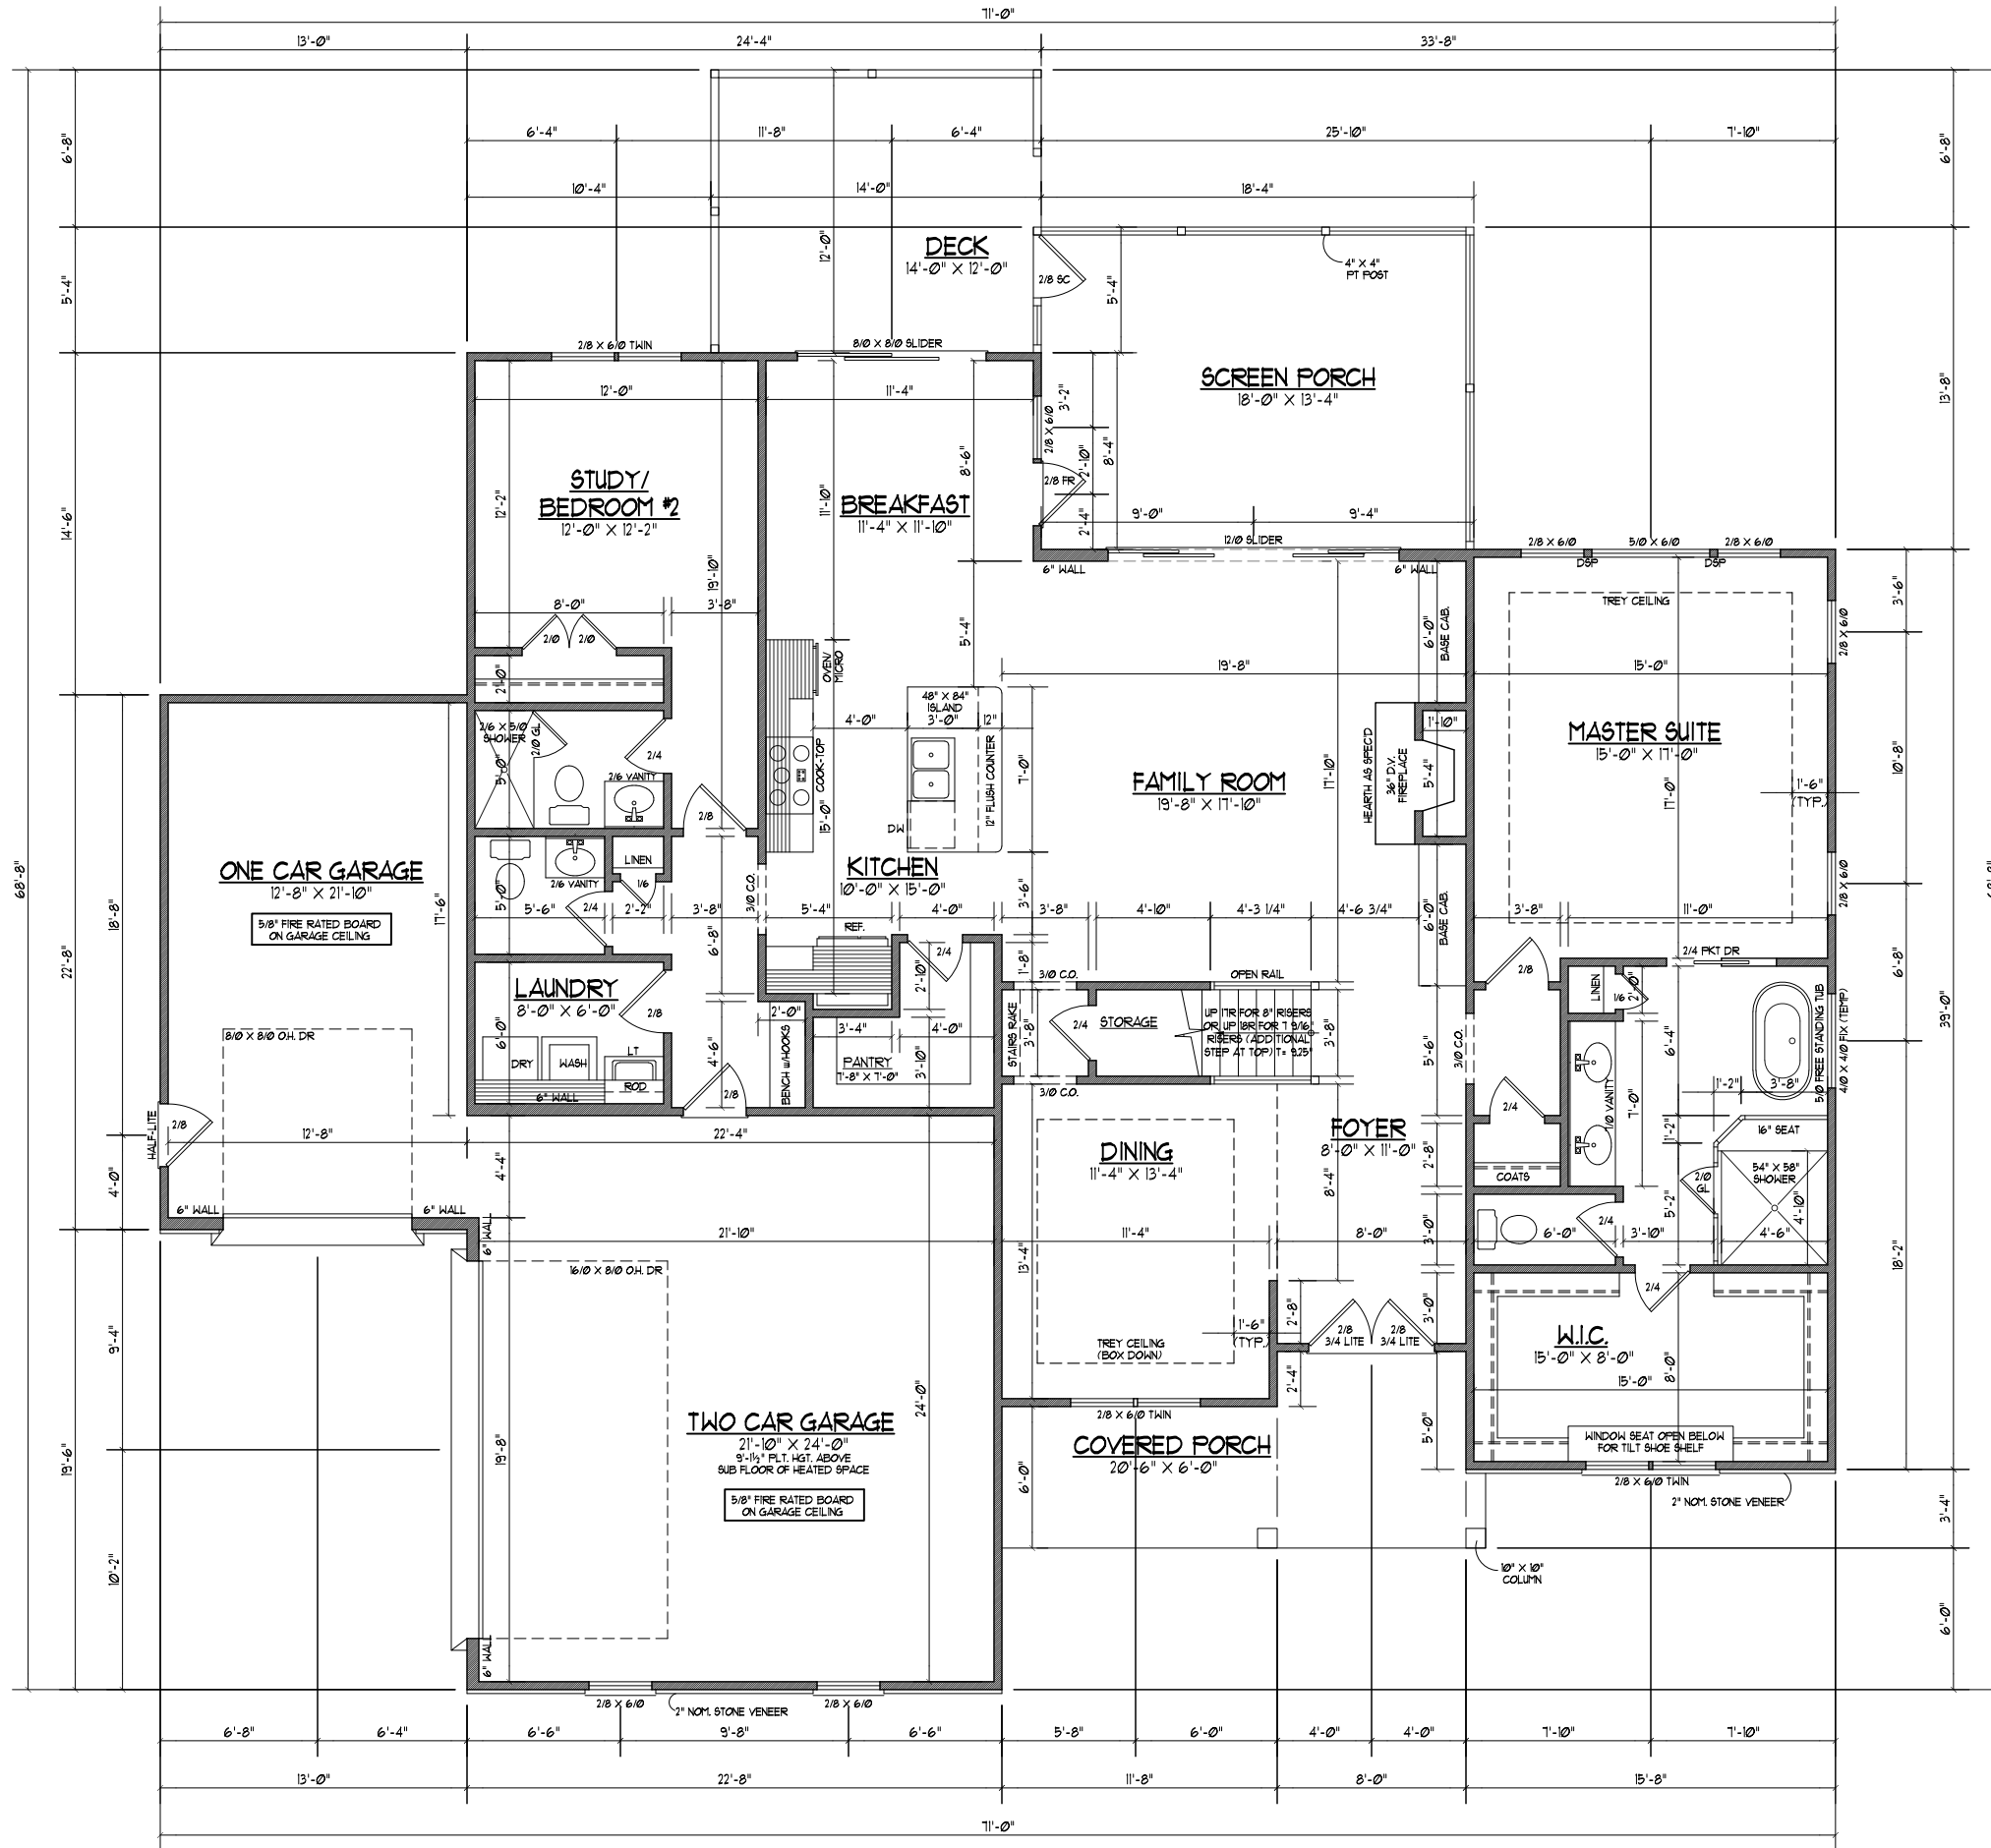 71'-0"
13'-0"
24'-4"
33'-8"
6'-4"
11'-8"
6'-4"
25'-10"
7'-10"
6'-8"
6'-8"
10'-4"
14'-0"
18'-4"
12'-0"
DECK
14'-0" X 12'-0"
4" X 4"
PT POST
2/8 SC
5'-4"
5'-4"
13'-8"
2/8 X 6/0 TWIN
8/0 X 8/0 SLIDER
12'-0"
11'-4"
3'-2"
2/8 X 6/0
SCREEN PORCH
18'-0" X 13'-4"
8'-6"
2'-10"
8'-4"
2/8 FR
STUDY/
BEDROOM #2
12'-0" X 12'-2"
12'-2"
11'-10"
BREAKFAST
11'-4" X 11'-10"
14'-6"
9'-0"
9'-4"
2'-4"
12/0 SLIDER
6" WALL
6" WALL
2/8 X 6/0
5/0 X 6/0
2/8 X 6/0
DSP
DSP
19'-10"
8'-0"
3'-8"
2/0
2/0
5'-4"
6'-0"
BASE CAB.
TREY CEILING
3'-6"
2/8 X 6/0
2'-0"
OVEN/
MICRO
19'-8"
15'-0"
48" X 84"
ISLAND
4'-0"
3'-0"
12"
2/6 X 5/0
SHOWER
2/0 GL
5'-0"
2/4
2/6 VANITY
COOK-TOP
15'-0"
12" FLUSH COUNTER
7'-0"
DW
2/8
FAMILY ROOM
19'-8" X 17'-10"
17'-10"
HEARTH AS SPEC'D
36" D.V.
FIREPLACE
1'-10"
5'-4"
MASTER SUITE
15'-0" X 17'-0"
17'-0"
1'-6"
(TYP.)
10'-8"
68'-8"
18'-8"
22'-8"
ONE CAR GARAGE
12'-8" X 21'-10"
17'-6"
5/8" FIRE RATED BOARD
ON GARAGE CEILING
LINEN
1/6
2/6 VANITY
5'-0"
5'-6"
2/4
2'-2"
3'-8"
3/0 C.O.
6'-8"
KITCHEN
10'-0" X 15'-0"
5'-4"
4'-0"
3'-6"
3'-8"
4'-10"
4'-3 1/4"
4'-6 3/4"
6'-0"
BASE CAB.
3'-8"
11'-0"
2/8 X 6/0
REF.
2/4
2'-10"
1'-8"
3/0 C.O.
OPEN RAIL
2/8
2/4 PKT DR
6'-8"
LAUNDRY
8'-0" X 6'-0"
6'-0"
2/8
DRY
WASH
LT
ROD
6" WALL
4'-6"
2'-0"
BENCH w/HOOKS
2/8
3'-4"
4'-0"
PANTRY
7'-8" X 7'-0"
3'-10"
STAIRS RAKE
3'-8"
2/4
STORAGE
UP 17R FOR 8" RISERS
OR UP 18R FOR 7 9/16"
RISERS (ADDITIONAL
STEP AT TOP) T= 9.25"
3'-8"
3/0 C.O.
5'-6"
3/0 C.O.
LINEN
1/6
2'-0"
6'-4"
7'-0"
7/0 VANITY
1'-2"
3'-8"
5/0 FREE STANDING TUB
4/0 X 4/0 FIX (TEMP)
39'-0"
8/0 X 8/0 O.H. DR
HALF-LITE
2/8
12'-8"
22'-4"
4'-4"
4'-0"
6" WALL
6" WALL
6" WALL
DINING
11'-4" X 13'-4"
FOYER
8'-0" X 11'-0"
8'-4"
2/4
2'-8"
COATS
1'-2"
16" SEAT
2/0
GL
54" X 58"
SHOWER
4'-10"
5'-2"
21'-10"
11'-4"
8'-0"
3'-0"
6'-0"
2/4
3'-10"
4'-6"
18'-2"
16/0 X 8/0 O.H. DR
13'-4"
2'-8"
1'-6"
(TYP.)
2/8
3/4 LITE
2/8
3/4 LITE
3'-0"
2/4
TREY CEILING
(BOX DOWN)
2'-4"
W.I.C.
15'-0" X 8'-0"
8'-0"
15'-0"
9'-4"
24'-0"
TWO CAR GARAGE
21'-10" X 24'-0"
9'-1½" PLT. HGT. ABOVE
SUB FLOOR OF HEATED SPACE
5/8" FIRE RATED BOARD
ON GARAGE CEILING
19'-8"
19'-6"
2/8 X 6/0 TWIN
COVERED PORCH
20'-6" X 6'-0"
6'-0"
5'-0"
WINDOW SEAT OPEN BELOW
FOR TILT SHOE SHELF
2/8 X 6/0 TWIN
2" NOM. STONE VENEER
3'-4"
10" X 10"
COLUMN
10'-2"
6" WALL
6'-0"
2/8 X 6/0
2" NOM. STONE VENEER
2/8 X 6/0
6'-8"
6'-4"
6'-6"
9'-8"
6'-6"
5'-8"
6'-0"
4'-0"
4'-0"
7'-10"
7'-10"
13'-0"
22'-8"
11'-8"
8'-0"
15'-8"
71'-0"